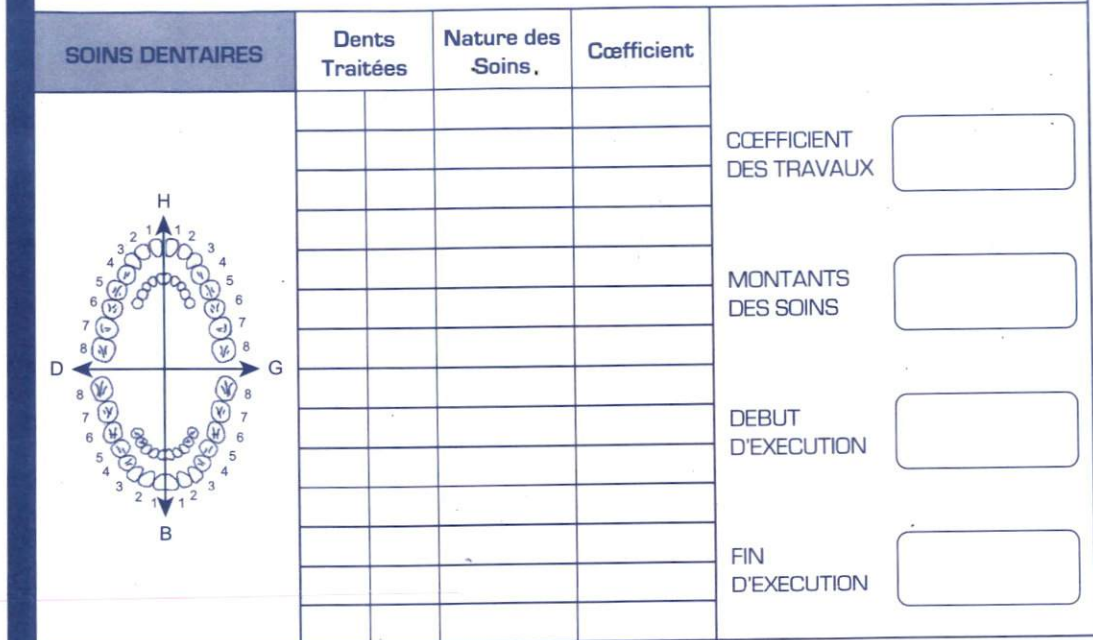 SOINS DENTAIRES
Dents
Traitées
Nature des
Soins.
Cœfficient
CŒFFICIENT
DES TRAVAUX
MONTANTS
DES SOINS
DEBUT
D'EXECUTION
FIN
D'EXECUTION
H
2 1 1 2
3 3
4 4
5 5
6 6
7 7
8 8
D G
8 8
7 7
6 6
5 5
4 4
3 3
2 1 1 2
B